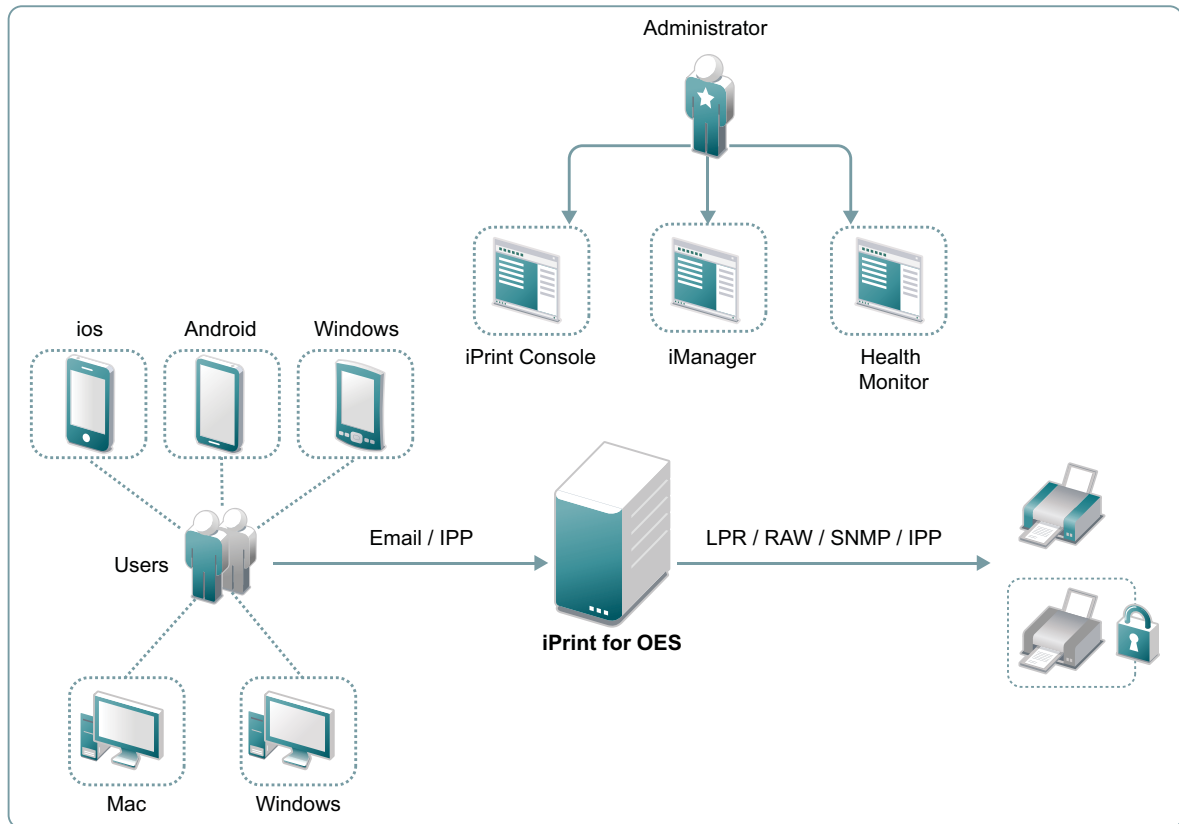 Administrator
iPrint Console
iManager
Health
Monitor
ios
Android
Windows
Users
Email / IPP
LPR / RAW / SNMP / IPP
iPrint for OES
Mac
Windows